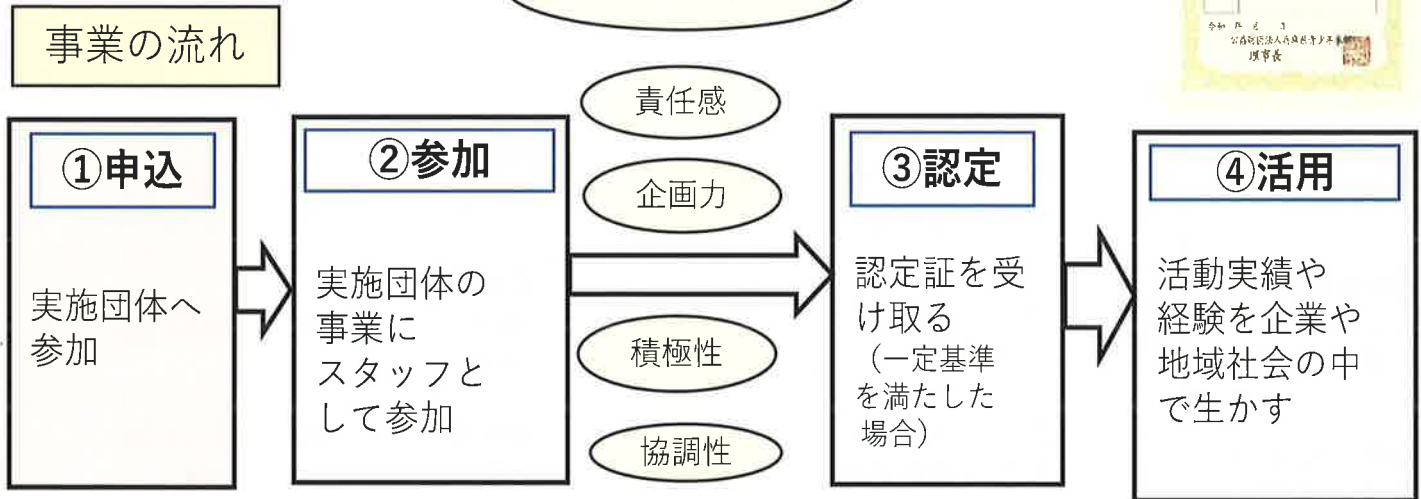 事業の流れ
理事長
①申込
実施団体へ
参加
②参加
実施団体の
事業に
スタッフと
して参加
責任感
企画力
積極性
協調性
③認定
認定証を受
け取る
（一定基準
を満たした
場合）
④活用
活動実績や
経験を企業や
地域社会の中
で生かす